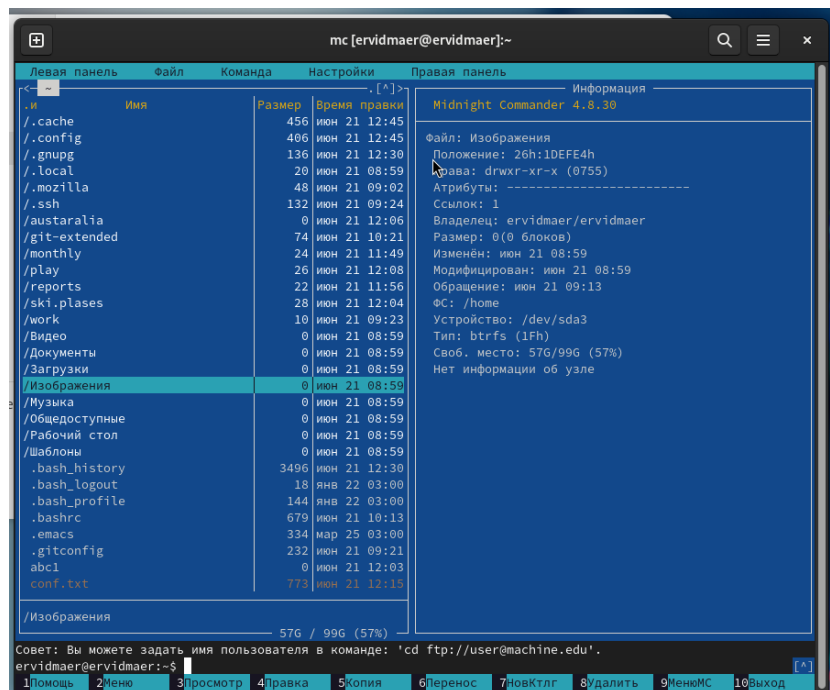 mc [ervidmaer@ervidmaer]:~
Левая панель Файл Команда Настройки Правая панель
<— ~ .[^]>
.и Имя Размер Время правки
/.cache 456 июн 21 12:45
/.config 406 июн 21 12:45
/.gnupg 136 июн 21 12:30
/.local 20 июн 21 08:59
/.mozilla 48 июн 21 09:02
/.ssh 132 июн 21 09:24
/austaralia 0 июн 21 12:06
/git-extended 74 июн 21 10:21
/monthly 24 июн 21 11:49
/play 26 июн 21 12:08
/reports 22 июн 21 11:56
/ski.plases 28 июн 21 12:04
/work 10 июн 21 09:23
/Видео 0 июн 21 08:59
/Документы 0 июн 21 08:59
/Загрузки 0 июн 21 08:59
/Изображения 0 июн 21 08:59
/Музыка 0 июн 21 08:59
/Общедоступные 0 июн 21 08:59
/Рабочий стол 0 июн 21 08:59
/Шаблоны 0 июн 21 08:59
.bash_history 3496 июн 21 12:30
.bash_logout 18 янв 22 03:00
.bash_profile 144 янв 22 03:00
.bashrc 679 июн 21 10:13
.emacs 334 мар 25 03:00
.gitconfig 232 июн 21 09:21
abc1 0 июн 21 12:03
conf.txt 773 июн 21 12:15
/Изображения
57G / 99G (57%)
Информация
Midnight Commander 4.8.30
Файл: Изображения
Положение: 26h:1DEFE4h
рава: drwxr-xr-x (0755)
Атрибуты: --------------------------
Ссылок: 1
Владелец: ervidmaer/ervidmaer
Размер: 0(0 блоков)
Изменён: июн 21 08:59
Модифицирован: июн 21 08:59
Обращение: июн 21 09:13
ФС: /home
Устройство: /dev/sda3
Тип: btrfs (1Fh)
Своб. место: 57G/99G (57%)
Нет информации об узле
Совет: Вы можете задать имя пользователя в команде: 'cd ftp://user@machine.edu'.
ervidmaer@ervidmaer:~$ [^]
1Помощь 2Меню 3Просмотр 4Правка 5Копия 6Перенос 7НовКтлг 8Удалить 9МенюMC 10Выход